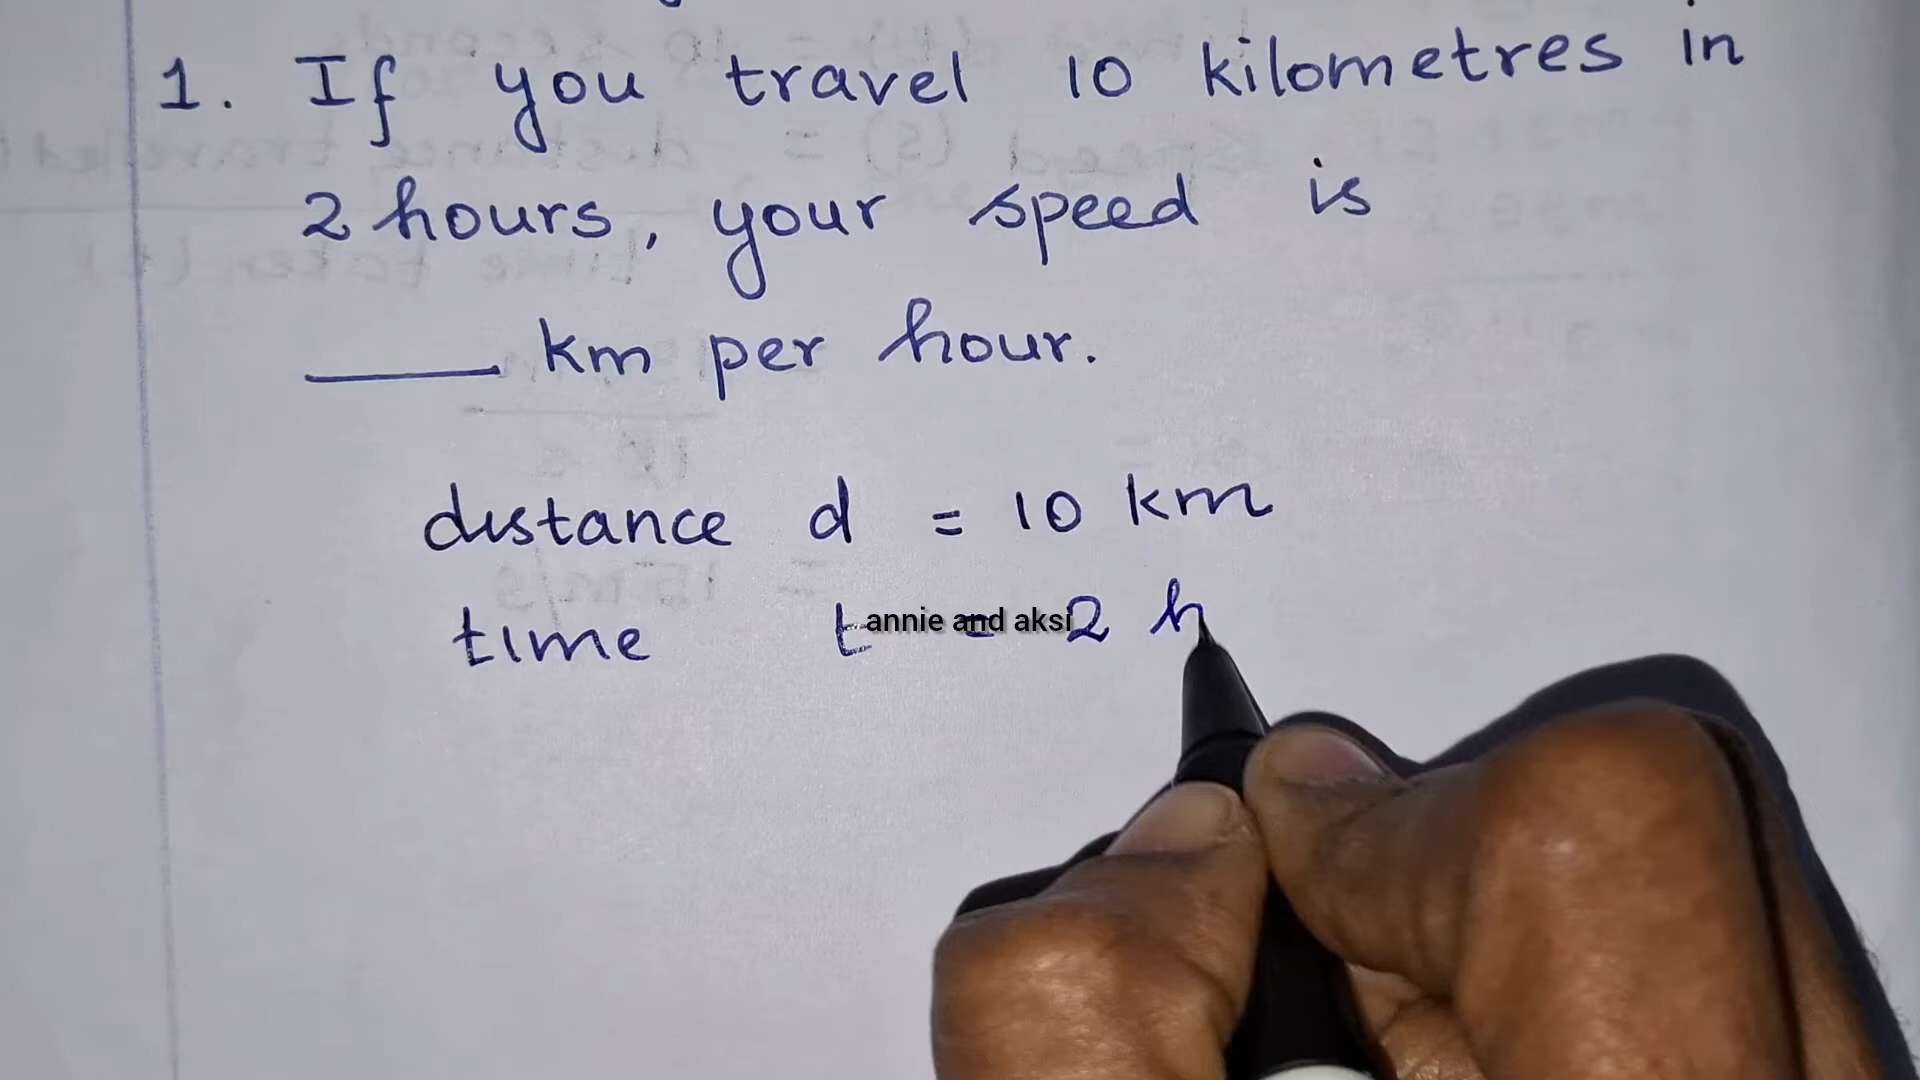 1. If you travel 10 kilometres in
2 hours, your speed is
____ km per hour.
distance d = 10 km
time t = 2 h
annie and aksi